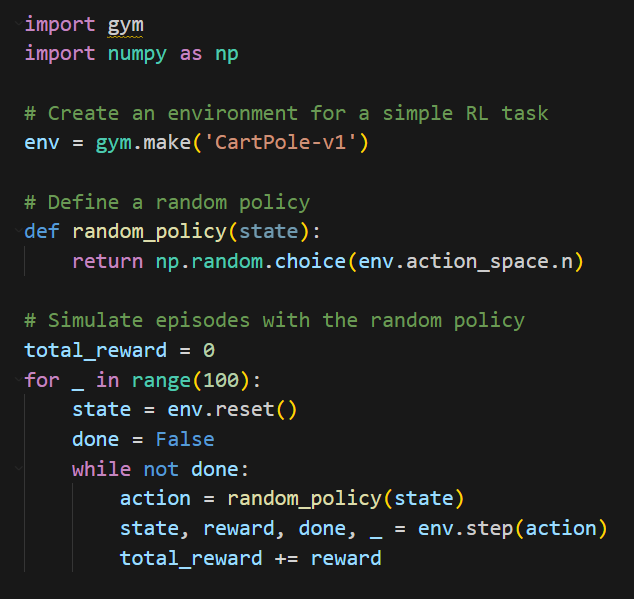 import gym
import numpy as np

# Create an environment for a simple RL task
env = gym.make('CartPole-v1')

# Define a random policy
def random_policy(state):
    return np.random.choice(env.action_space.n)

# Simulate episodes with the random policy
total_reward = 0
for _ in range(100):
    state = env.reset()
    done = False
    while not done:
        action = random_policy(state)
        state, reward, done, _ = env.step(action)
        total_reward += reward